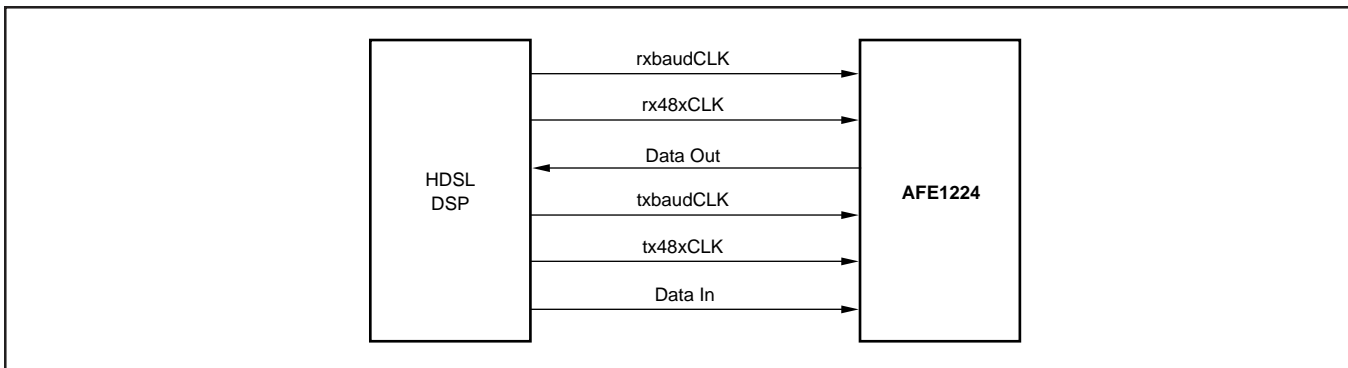 rxbaudCLK
rx48xCLK
Data Out
HDSL
DSP
AFE1224
txbaudCLK
tx48xCLK
Data In